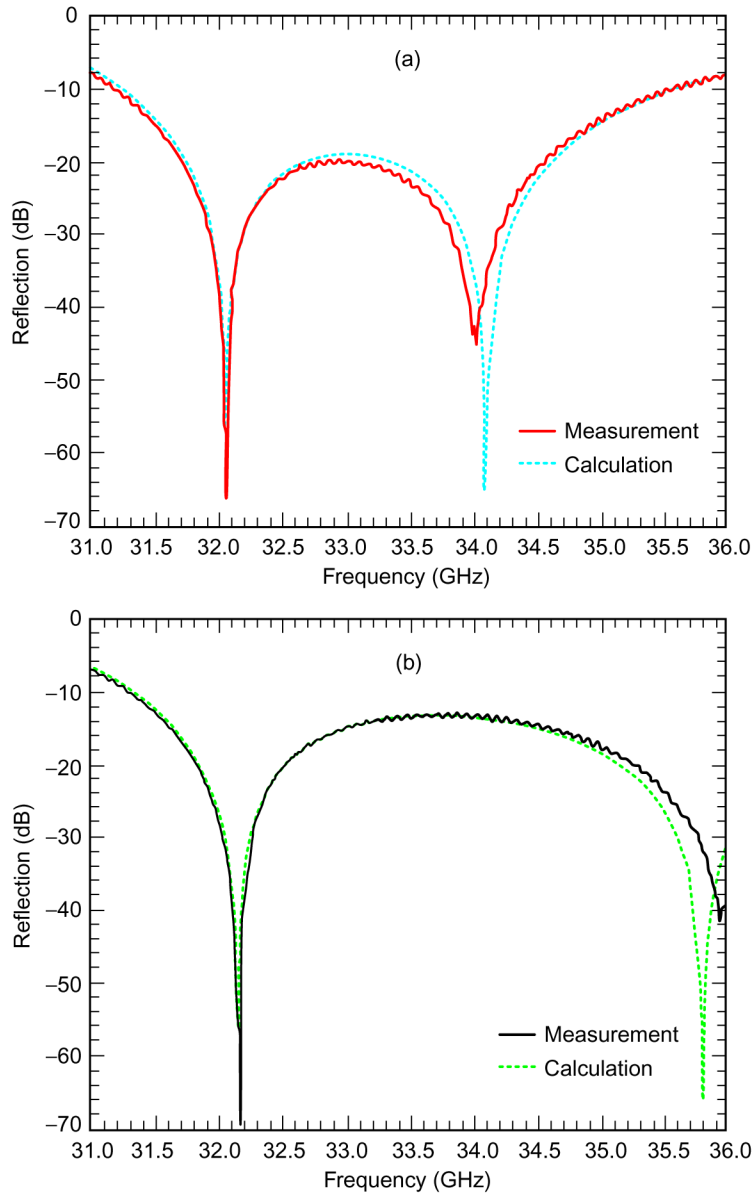 (a)
0
–10
–20
–30
–40
–50
–60
–70
Reflection (dB)
Measurement
Calculation
31.0 31.5 32.0 32.5 33.0 33.5 34.0 34.5 35.0 35.5 36.0
Frequency (GHz)
(b)
0
–10
–20
–30
–40
–50
–60
–70
Reflection (dB)
Measurement
Calculation
31.0 31.5 32.0 32.5 33.0 33.5 34.0 34.5 35.0 35.5 36.0
Frequency (GHz)